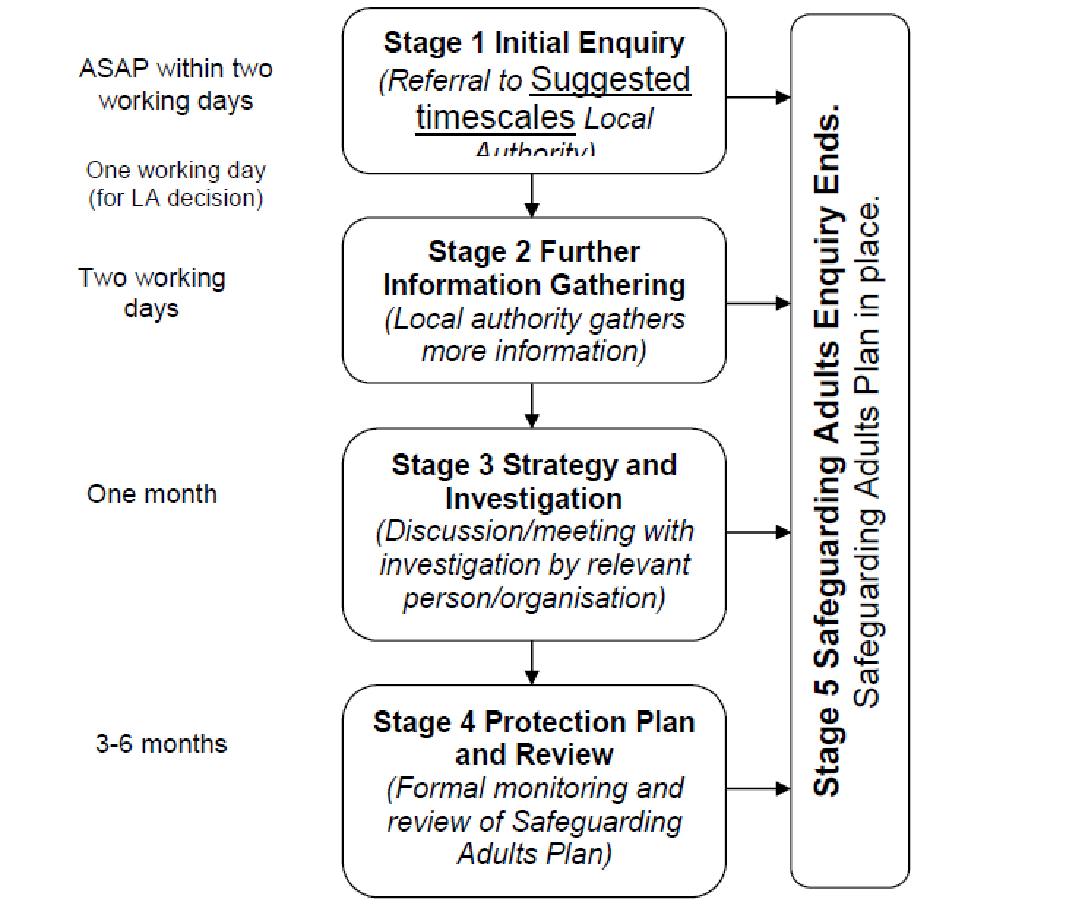 ASAP within two
working days
One working day
(for LA decision)
Two working
days
One month
3-6 months
Stage 1 Initial Enquiry
(Referral to Suggested
timescales Local
Authority)
Stage 2 Further
Information Gathering
(Local authority gathers
more information)
Stage 3 Strategy and
Investigation
(Discussion/meeting with
investigation by relevant
person/organisation)
Stage 4 Protection Plan
and Review
(Formal monitoring and
review of Safeguarding
Adults Plan)
Stage 5 Safeguarding Adults Enquiry Ends.
Safeguarding Adults Plan in place.